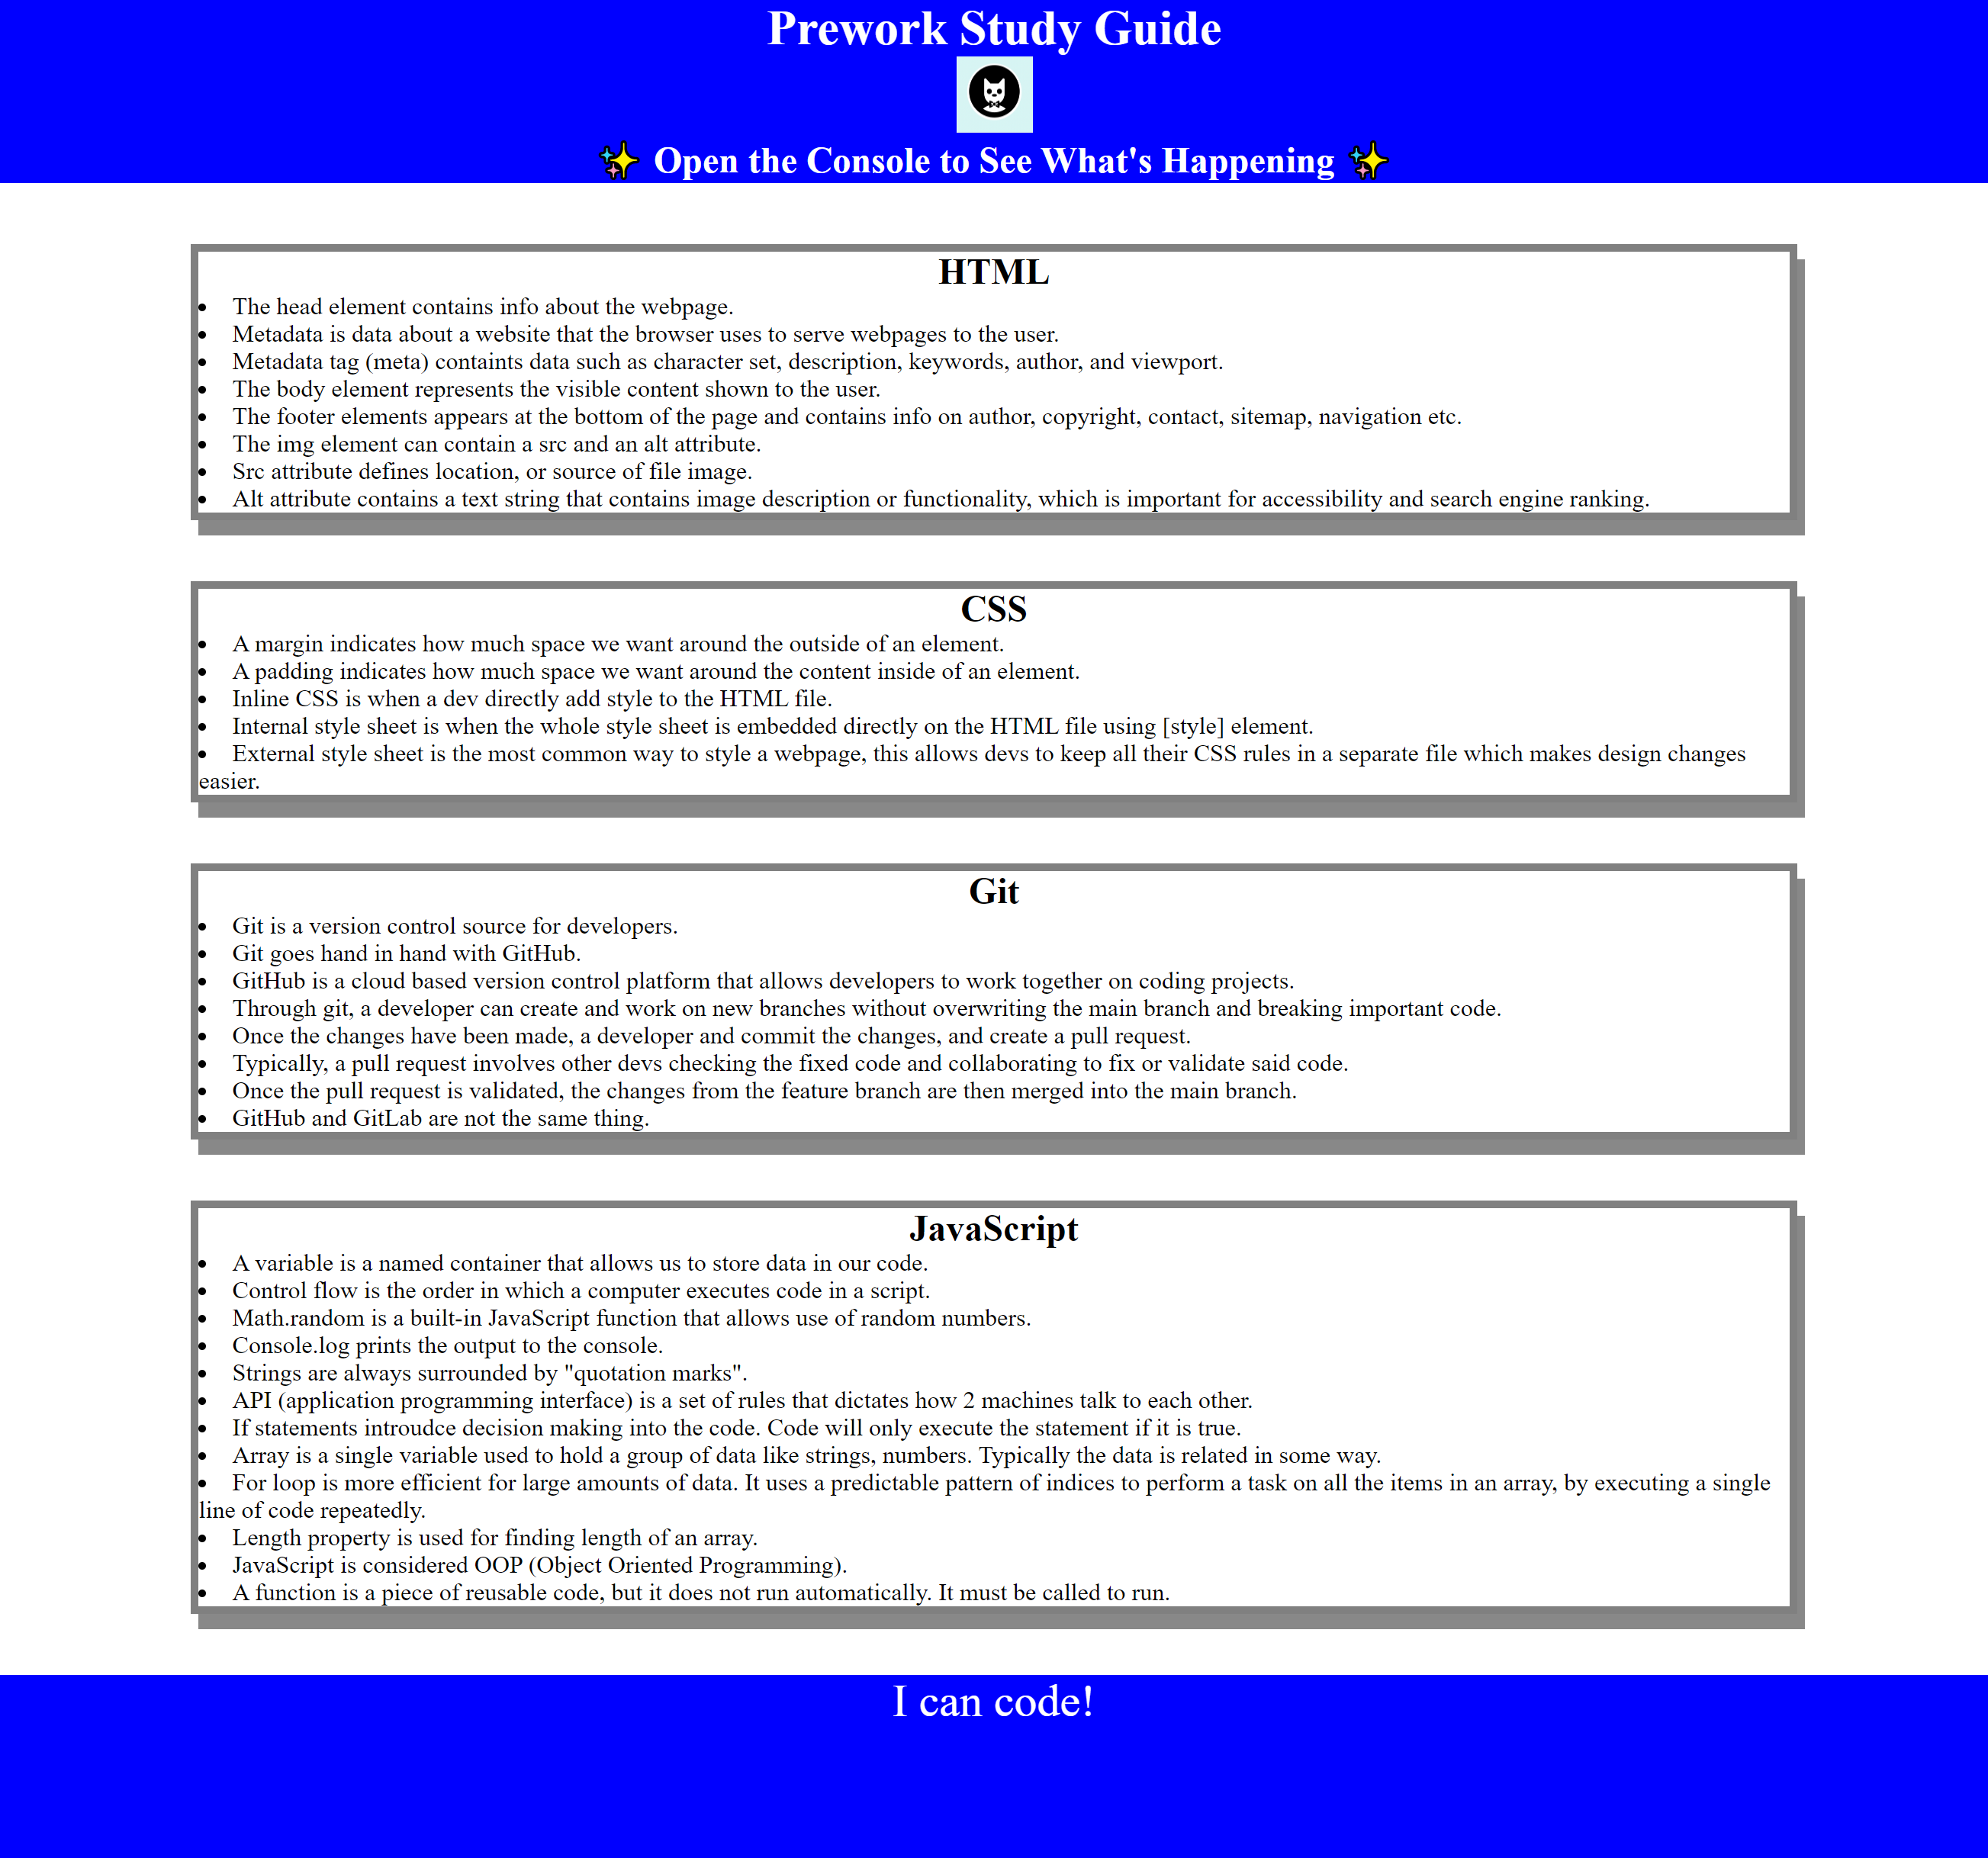 Prework Study Guide
✨ Open the Console to See What's Happening ✨
HTML
• The head element contains info about the webpage.
• Metadata is data about a website that the browser uses to serve webpages to the user.
• Metadata tag (meta) containts data such as character set, description, keywords, author, and viewport.
• The body element represents the visible content shown to the user.
• The footer elements appears at the bottom of the page and contains info on author, copyright, contact, sitemap, navigation etc.
• The img element can contain a src and an alt attribute.
• Src attribute defines location, or source of file image.
• Alt attribute contains a text string that contains image description or functionality, which is important for accessibility and search engine ranking.
CSS
• A margin indicates how much space we want around the outside of an element.
• A padding indicates how much space we want around the content inside of an element.
• Inline CSS is when a dev directly add style to the HTML file.
• Internal style sheet is when the whole style sheet is embedded directly on the HTML file using [style] element.
• External style sheet is the most common way to style a webpage, this allows devs to keep all their CSS rules in a separate file which makes design changes
easier.
Git
• Git is a version control source for developers.
• Git goes hand in hand with GitHub.
• GitHub is a cloud based version control platform that allows developers to work together on coding projects.
• Through git, a developer can create and work on new branches without overwriting the main branch and breaking important code.
• Once the changes have been made, a developer and commit the changes, and create a pull request.
• Typically, a pull request involves other devs checking the fixed code and collaborating to fix or validate said code.
• Once the pull request is validated, the changes from the feature branch are then merged into the main branch.
• GitHub and GitLab are not the same thing.
JavaScript
• A variable is a named container that allows us to store data in our code.
• Control flow is the order in which a computer executes code in a script.
• Math.random is a built-in JavaScript function that allows use of random numbers.
• Console.log prints the output to the console.
• Strings are always surrounded by "quotation marks".
• API (application programming interface) is a set of rules that dictates how 2 machines talk to each other.
• If statements introudce decision making into the code. Code will only execute the statement if it is true.
• Array is a single variable used to hold a group of data like strings, numbers. Typically the data is related in some way.
• For loop is more efficient for large amounts of data. It uses a predictable pattern of indices to perform a task on all the items in an array, by executing a single
line of code repeatedly.
• Length property is used for finding length of an array.
• JavaScript is considered OOP (Object Oriented Programming).
• A function is a piece of reusable code, but it does not run automatically. It must be called to run.
I can code!